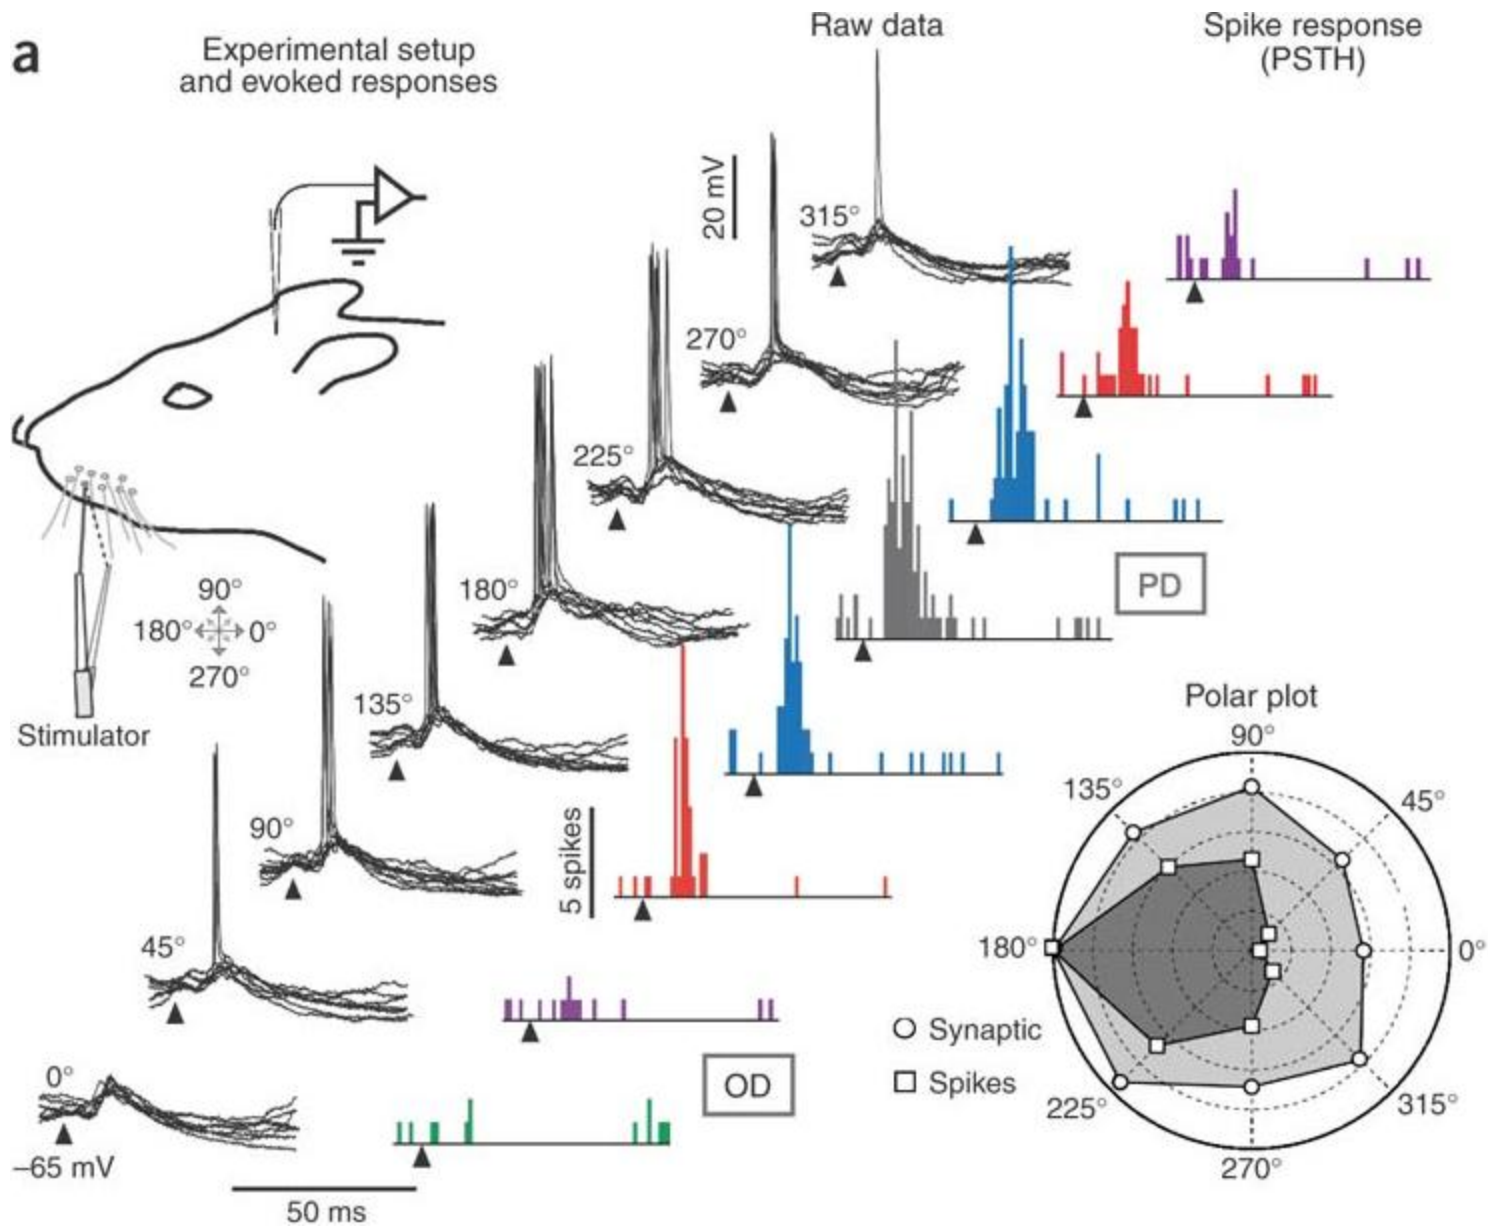 a
Experimental setup
and evoked responses
Raw data
Spike response
(PSTH)
20 mV
315°
270°
225°
180°
135°
90°
45°
0°
–65 mV
50 ms
90°
180°
0°
270°
Stimulator
5 spikes
PD
OD
Polar plot
90°
135°
45°
180°
0°
225°
315°
270°
Synaptic
Spikes